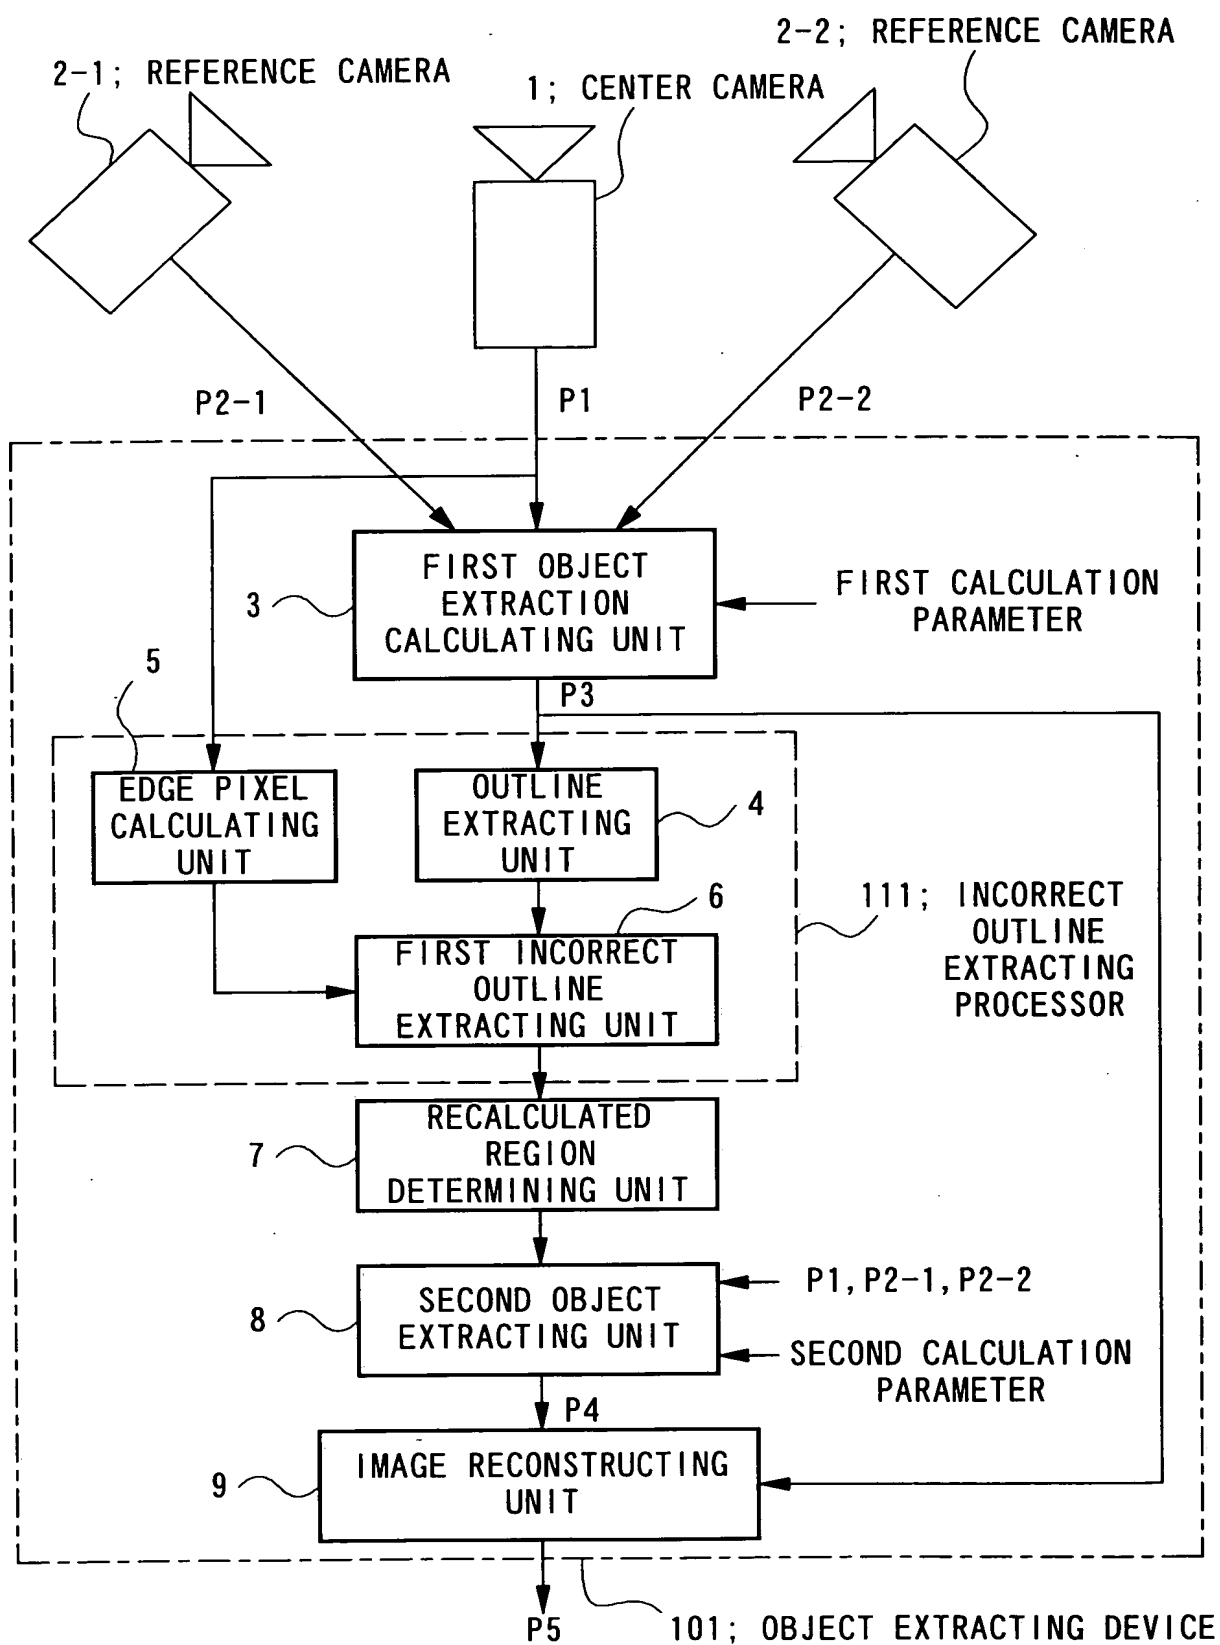 2-2; REFERENCE CAMERA
2-1; REFERENCE CAMERA
1; CENTER CAMERA
P2-1
P1
P2-2
FIRST OBJECT
EXTRACTION
CALCULATING UNIT
3
FIRST CALCULATION
PARAMETER
5
P3
EDGE PIXEL
CALCULATING
UNIT
OUTLINE
EXTRACTING
UNIT
4
6
111; INCORRECT
OUTLINE
EXTRACTING
PROCESSOR
FIRST INCORRECT
OUTLINE
EXTRACTING UNIT
RECALCULATED
REGION
DETERMINING UNIT
7
P1, P2-1, P2-2
SECOND OBJECT
EXTRACTING UNIT
8
SECOND CALCULATION
PARAMETER
P4
IMAGE RECONSTRUCTING
UNIT
9
P5
101; OBJECT EXTRACTING DEVICE